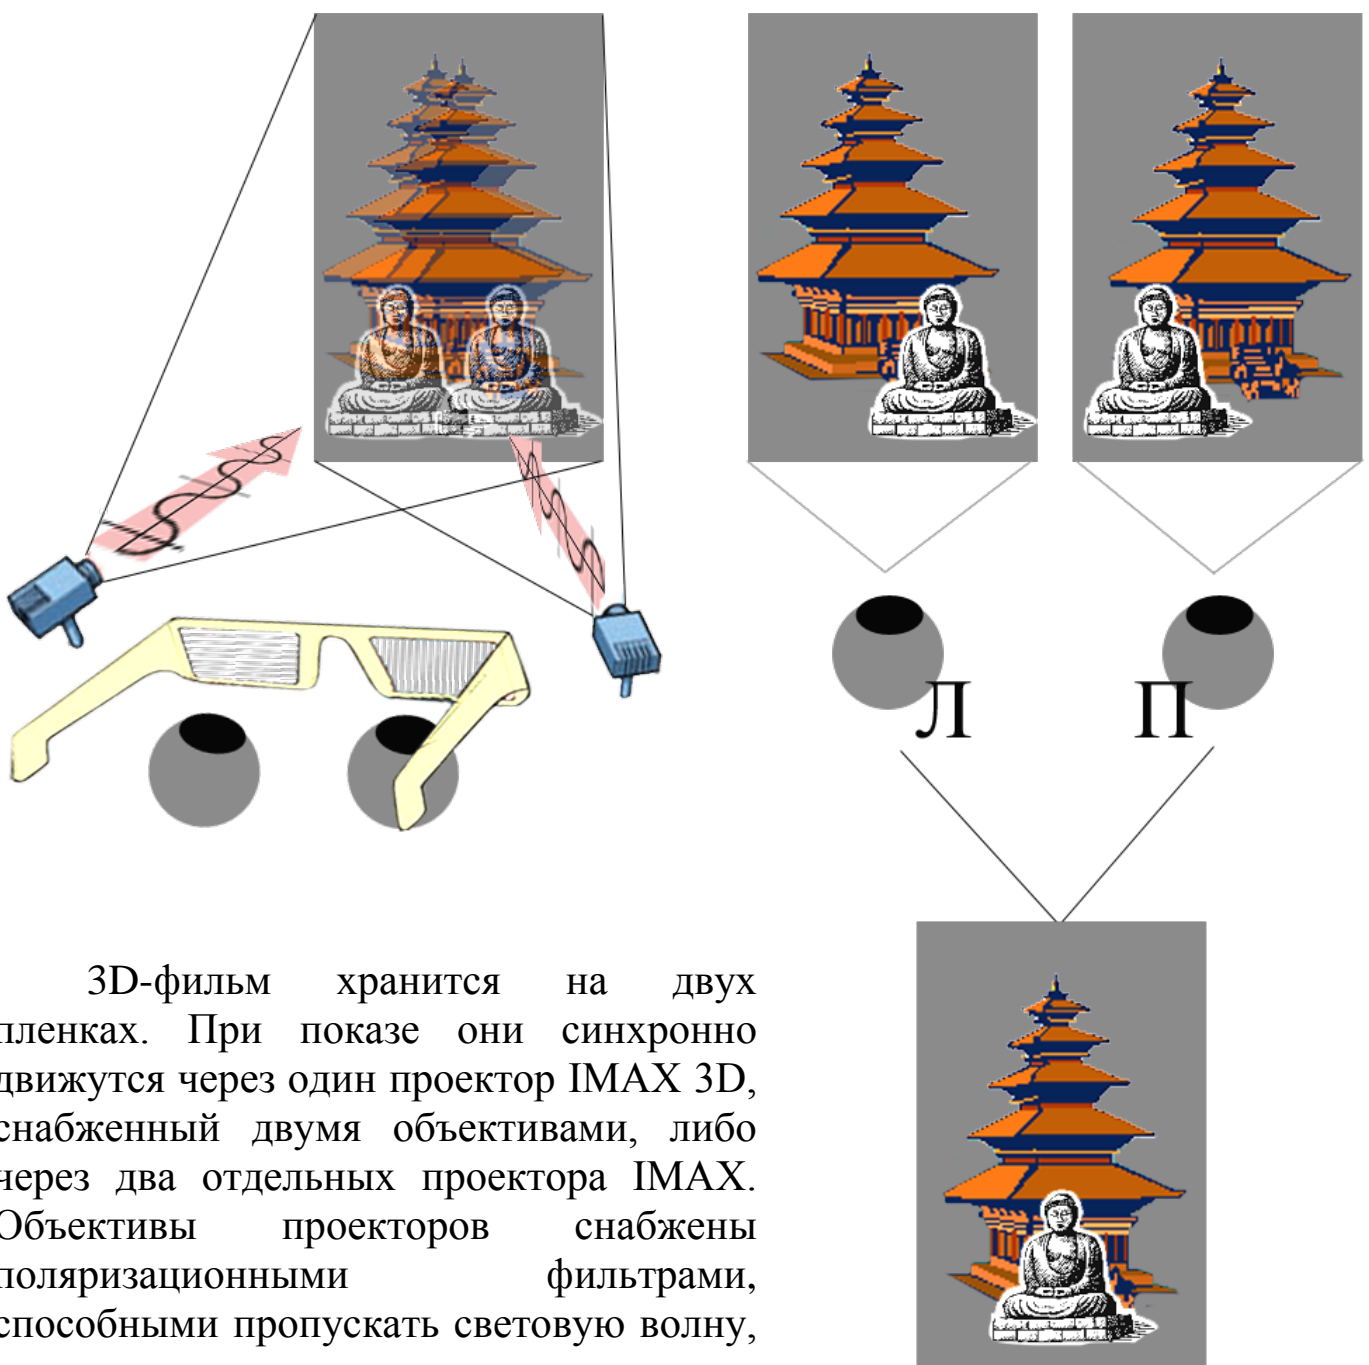 Л П
3D-фильм хранится на двух
пленках. При показе они синхронно
движутся через один проектор IMAX 3D,
снабженный двумя объективами, либо
через два отдельных проектора IMAX.
Объективы проекторов снабжены
поляризационными фильтрами,
способными пропускать световую волну,